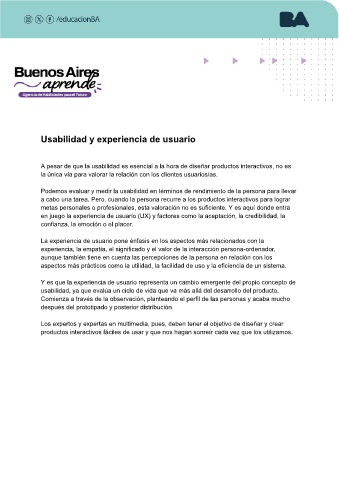 /educacionBA
BA
Buenos Aires
aprende
Agencia de Habilidades para el Futuro
Usabilidad y experiencia de usuario
A pesar de que la usabilidad es esencial a la hora de diseñar productos interactivos, no es
la única vía para valorar la relación con los clientes usuarios/as.
Podemos evaluar y medir la usabilidad en términos de rendimiento de la persona para llevar
a cabo una tarea. Pero, cuando la persona recurre a los productos interactivos para lograr
metas personales o profesionales, esta valoración no es suficiente. Y es aquí donde entra
en juego la experiencia de usuario (UX) y factores como la aceptación, la credibilidad, la
confianza, la emoción o el placer.
La experiencia de usuario pone énfasis en los aspectos más relacionados con la
experiencia, la empatía, el significado y el valor de la interacción persona-ordenador,
aunque también tiene en cuenta las percepciones de la persona en relación con los
aspectos más prácticos como la utilidad, la facilidad de uso y la eficiencia de un sistema.
Y es que la experiencia de usuario representa un cambio emergente del propio concepto de
usabilidad, ya que evalúa un ciclo de vida que va más allá del desarrollo del producto.
Comienza a través de la observación, planteando el perfil de las personas y acaba mucho
después del prototipado y posterior distribución.
Los expertos y expertas en multimedia, pues, deben tener el objetivo de diseñar y crear
productos interactivos fáciles de usar y que nos hagan sonreír cada vez que los utilizamos.